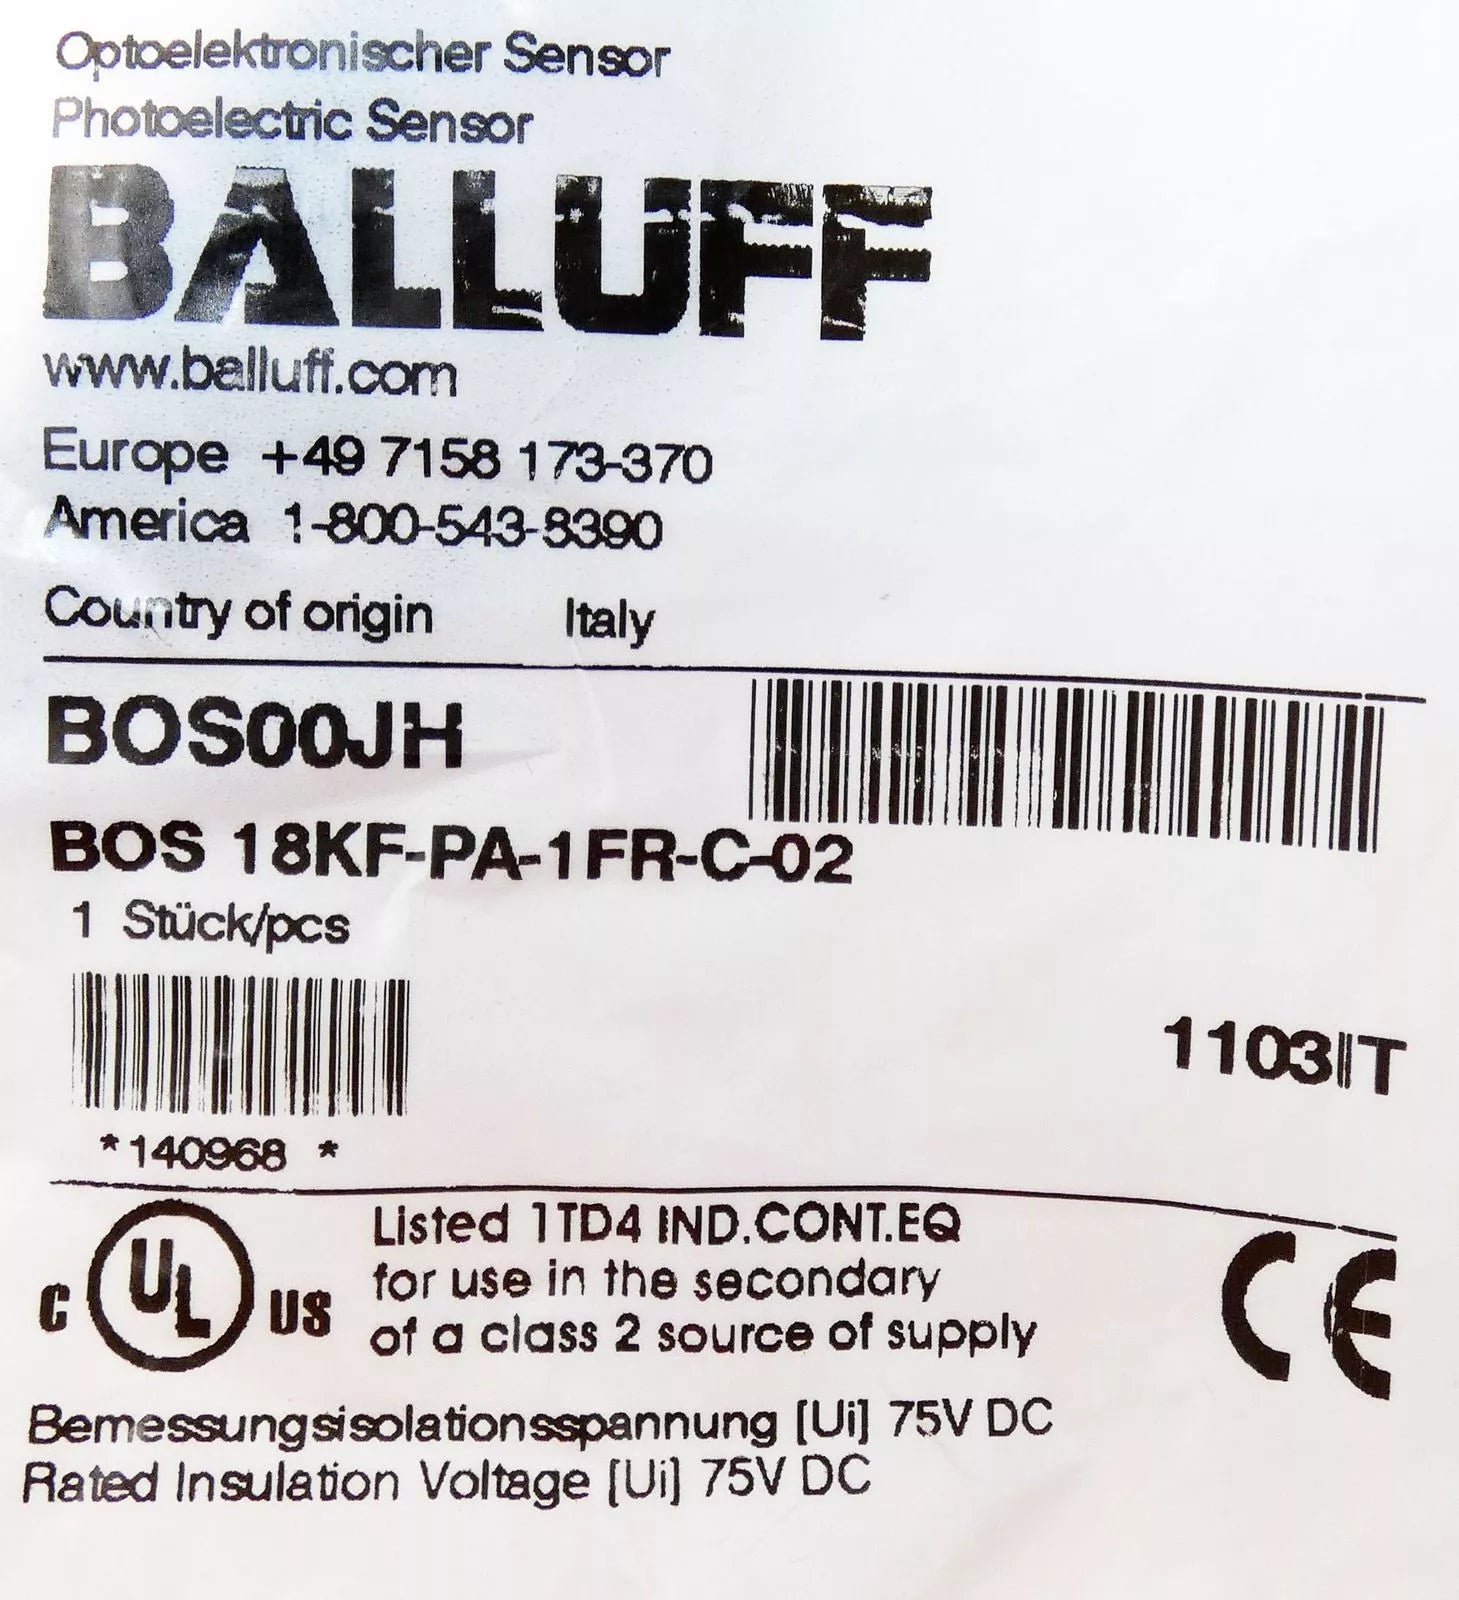 Optoelektronischer Sensor
Photoelectric Sensor
BALLUFF
www.balluff.com
Europe +49 7158 173-370
America 1-800-543-8390
Country of origin Italy
BOS00JH
BOS 18KF-PA-1FR-C-02
1 Stück/pcs
1103IT
*140968 *
C UL US
Listed 1TD4 IND.CONT.EQ
for use in the secondary
of a class 2 source of supply
CE
Bemessungsisolationsspannung [Ui] 75V DC
Rated Insulation Voltage [Ui] 75V DC